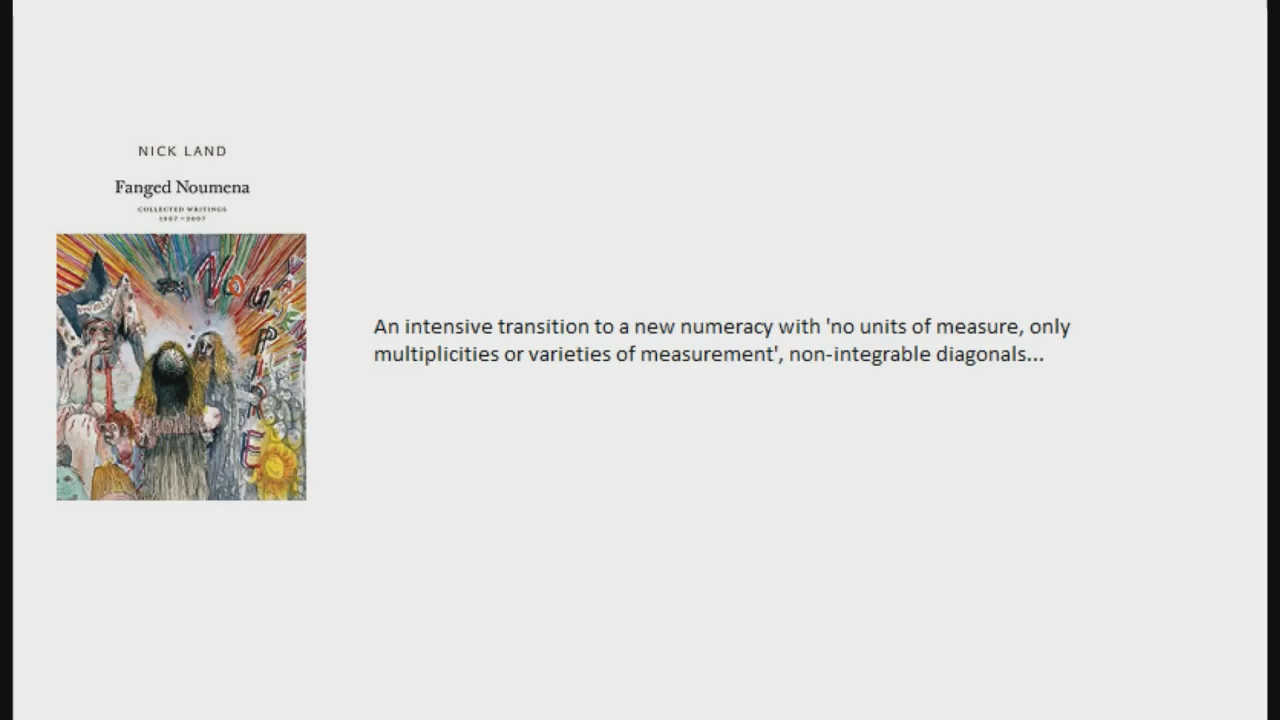 NICK LAND
Fanged Noumena
COLLECTED WRITINGS
1987–2007
An intensive transition to a new numeracy with 'no units of measure, only
multiplicities or varieties of measurement', non-integrable diagonals...